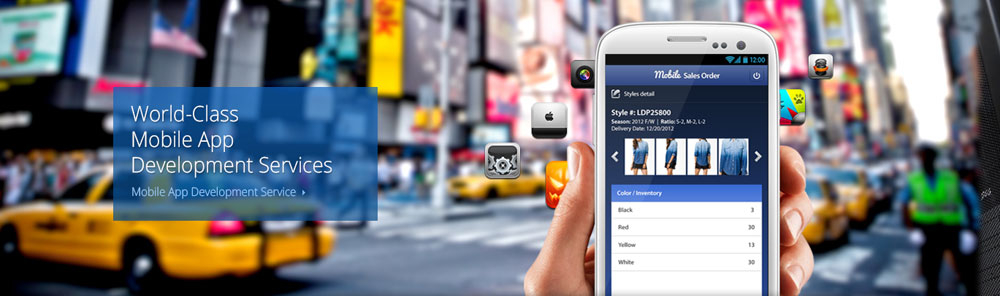 World-Class
Mobile App
Development Services
Mobile App Development Service
12:00
Mobile Sales Order
Styles detail
Style #: LDP25800
Season: 2012 F/W | Ratio: S-2, M-2, L-2
Delivery Date: 12/20/2012
Color / Inventory
Black 3
Red 30
Yellow 13
White 30